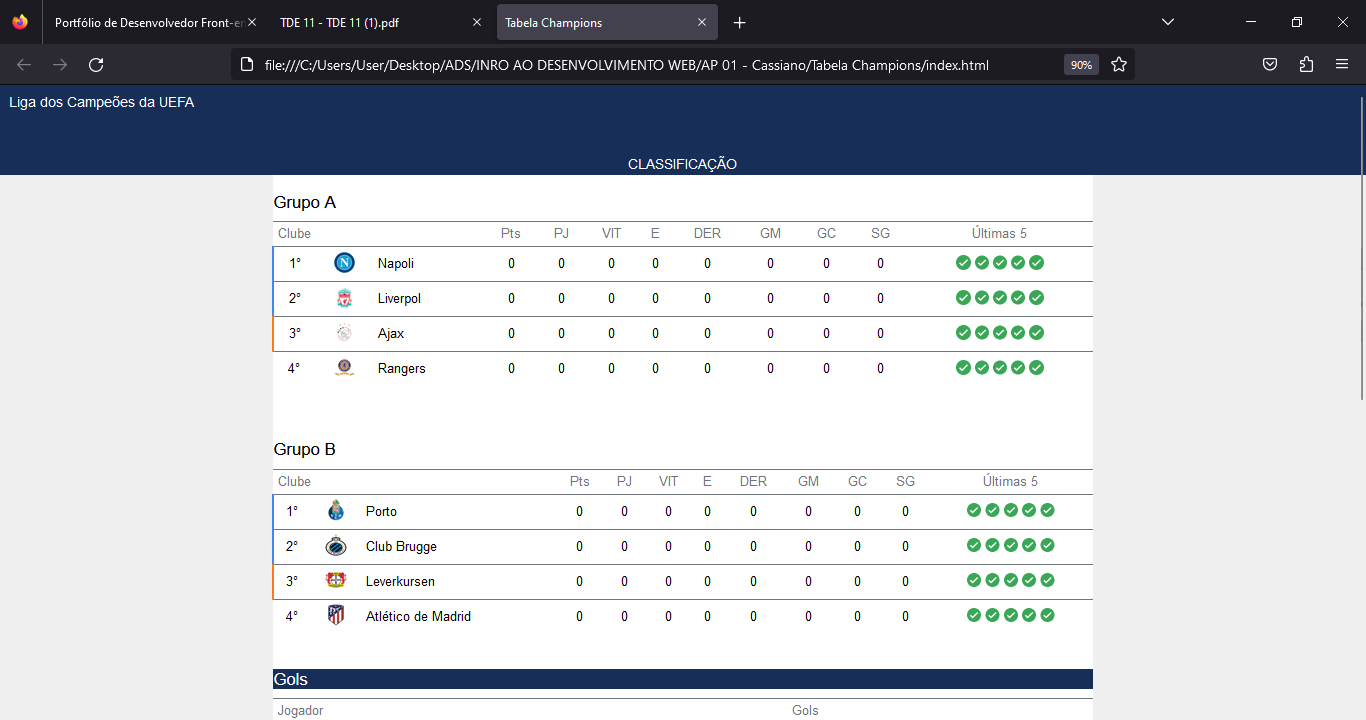 Portfólio de Desenvolvedor Front-en
TDE 11 - TDE 11 (1).pdf
Tabela Champions
file:///C:/Users/User/Desktop/ADS/INRO AO DESENVOLVIMENTO WEB/AP 01 - Cassiano/Tabela Champions/index.html
90%
Liga dos Campeões da UEFA
CLASSIFICAÇÃO
Grupo A
Clube Pts PJ VIT E DER GM GC SG Últimas 5
1° N Napoli 0 0 0 0 0 0 0 0
2° Liverpol 0 0 0 0 0 0 0 0
3° Ajax 0 0 0 0 0 0 0 0
4° Rangers 0 0 0 0 0 0 0 0
Grupo B
Clube Pts PJ VIT E DER GM GC SG Últimas 5
1° Porto 0 0 0 0 0 0 0 0
2° Club Brugge 0 0 0 0 0 0 0 0
3° Leverkursen 0 0 0 0 0 0 0 0
4° Atlético de Madrid 0 0 0 0 0 0 0 0
Gols
Jogador Gols